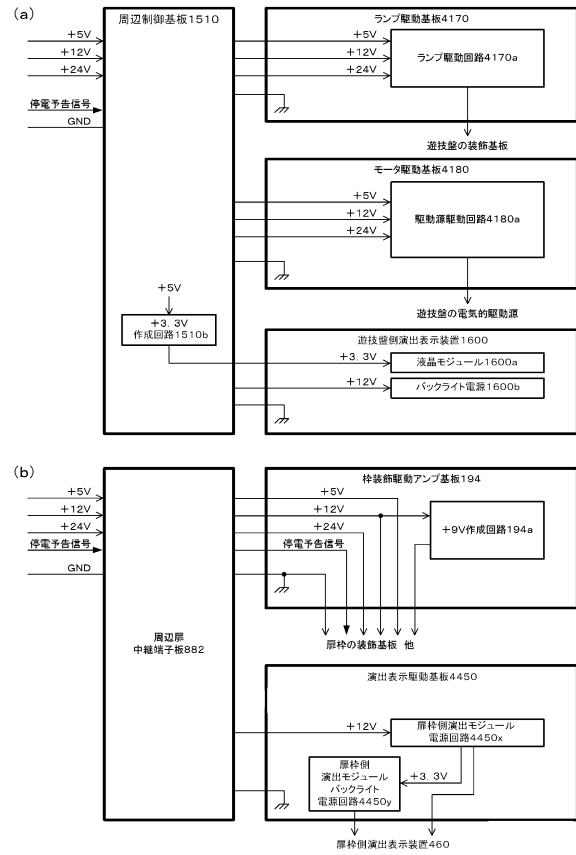 (a)
周辺制御基板1510
+5V
+12V
+24V
停電予告信号
GND
+5V
+3.3V
作成回路1510b
ランプ駆動基板4170
+5V
+12V
+24V
ランプ駆動回路4170a
遊技盤の装飾基板
モータ駆動基板4180
+5V
+12V
+24V
駆動源駆動回路4180a
遊技盤の電気的駆動源
遊技盤側演出表示装置1600
+3.3V
液晶モジュール1600a
+12V
バックライト電源1600b
(b)
+5V
+12V
+24V
停電予告信号
GND
周辺扉
中継端子板882
枠装飾駆動アンプ基板194
+5V
+12V
+24V
停電予告信号
+9V作成回路194a
扉枠の装飾基板 他
演出表示駆動基板4450
+12V
扉枠側演出モジュール
電源回路4450x
+3.3V
扉枠側
演出モジュール
バックライト
電源回路4450y
扉枠側演出表示装置460